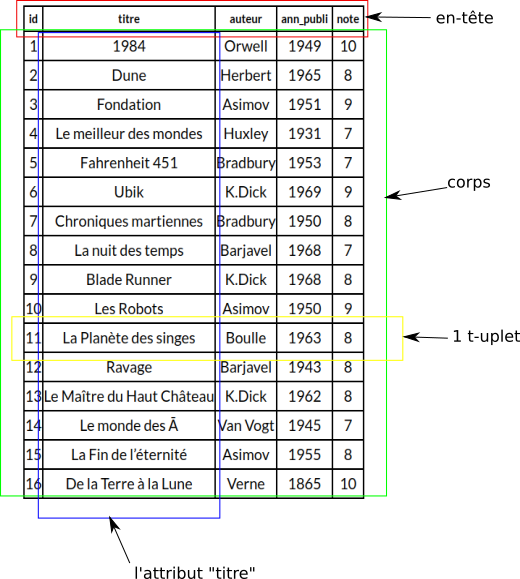 id titre auteur ann_publi note
en-tête
1 1984 Orwell 1949 10
2 Dune Herbert 1965 8
3 Fondation Asimov 1951 9
4 Le meilleur des mondes Huxley 1931 7
5 Fahrenheit 451 Bradbury 1953 7
corps
6 Ubik K.Dick 1969 9
7 Chroniques martiennes Bradbury 1950 8
8 La nuit des temps Barjavel 1968 7
9 Blade Runner K.Dick 1968 8
10 Les Robots Asimov 1950 9
11 La Planète des singes Boulle 1963 8
1 t-uplet
12 Ravage Barjavel 1943 8
13 Le Maître du Haut Château K.Dick 1962 8
14 Le monde des Ā Van Vogt 1945 7
15 La Fin de l'éternité Asimov 1955 8
16 De la Terre à la Lune Verne 1865 10
l'attribut "titre"